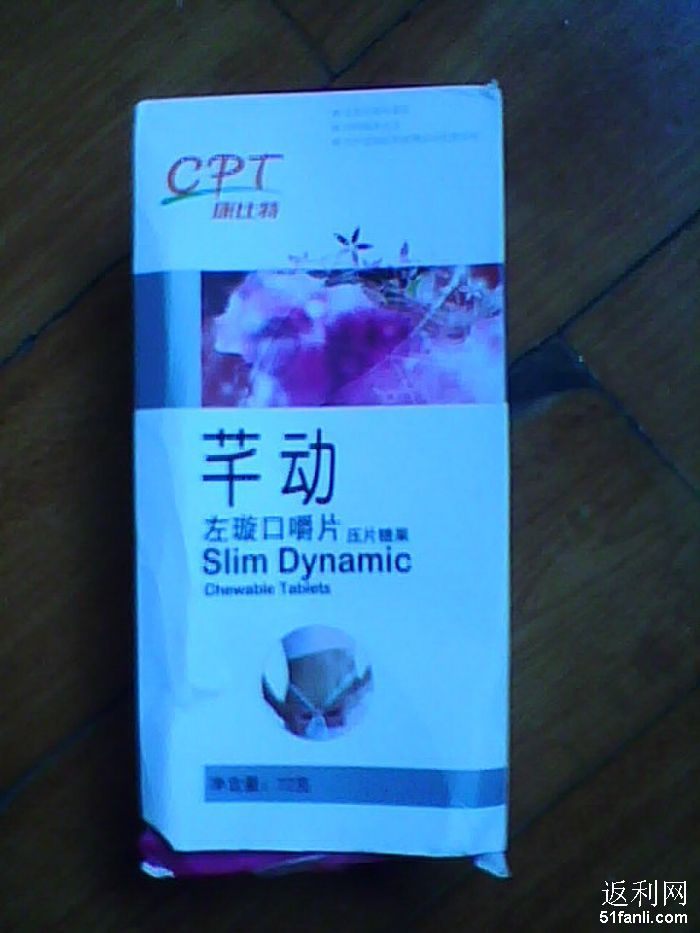 CPT
康比特
芊动
左璇口嚼片 压片糖果
Slim Dynamic
Chewable Tablets
净含量:
返利网
51fanli.com